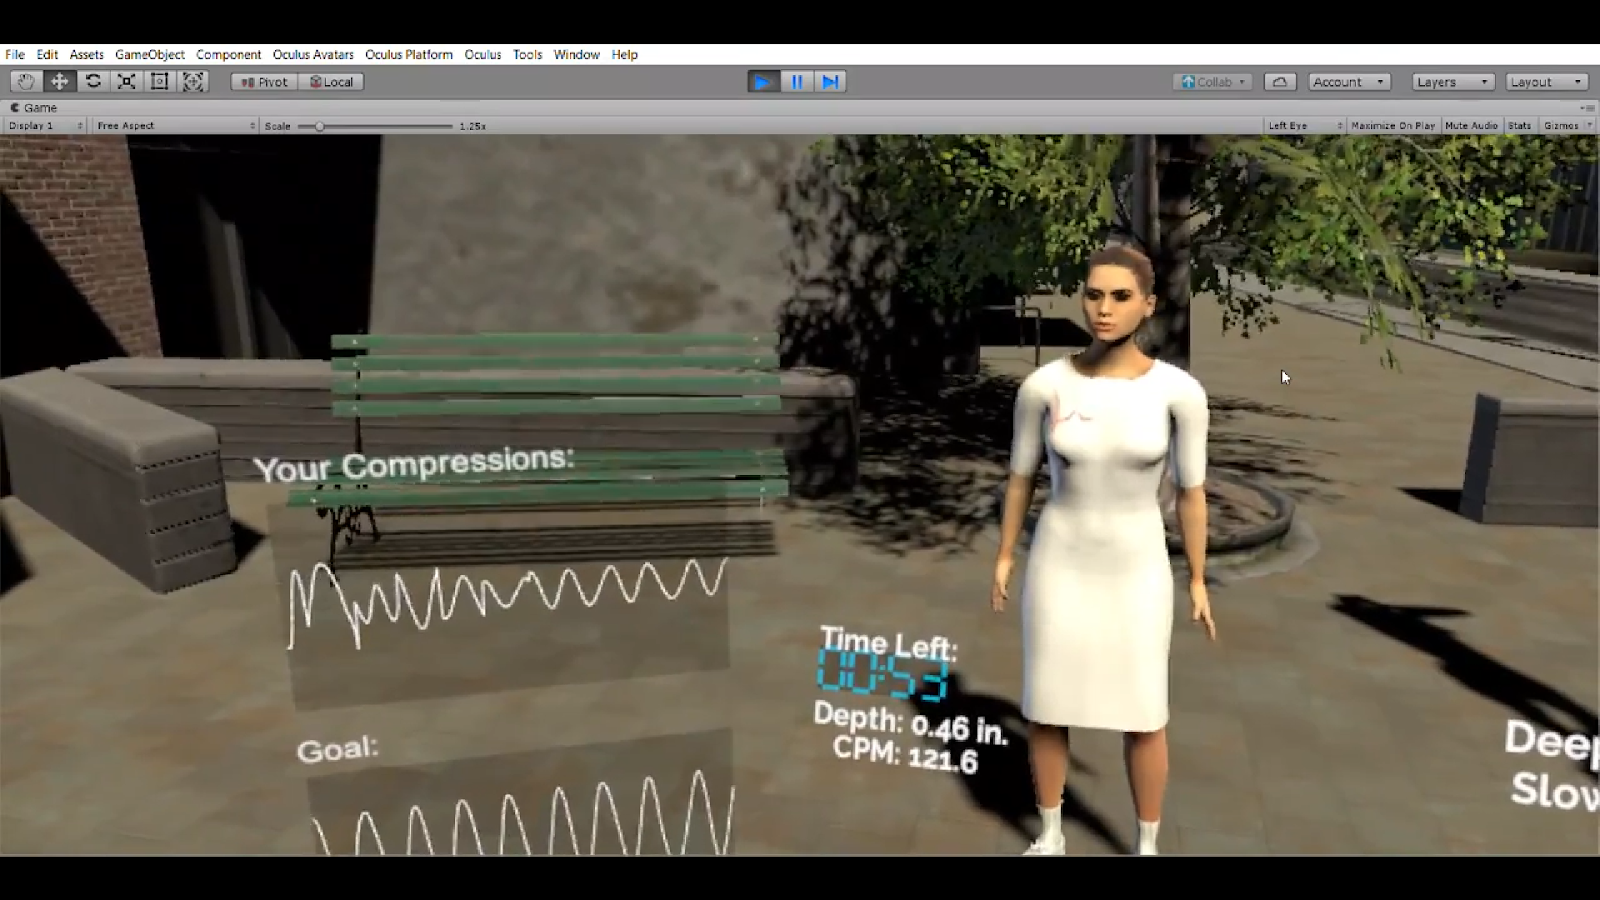 File Edit Assets GameObject Component Oculus Avatars Oculus Platform Oculus Tools Window Help
Pivot Local Collab Account Layers Layout
Game
Display 1 Free Aspect Scale 1.25x Left Eye Maximize On Play Mute Audio Stats Gizmos
Your Compressions:
Time Left:
00:53
Depth: 0.46 in.
CPM: 121.6
Goal:
Deep
Slow